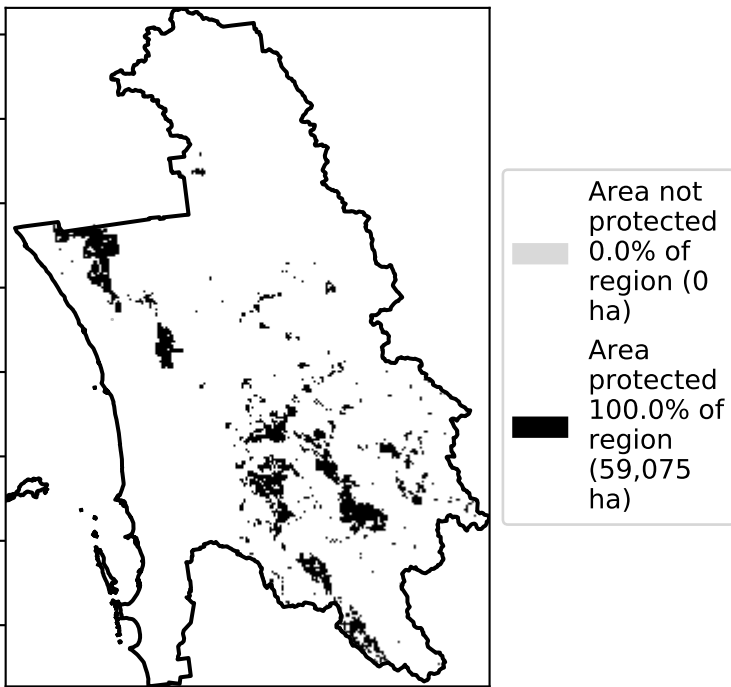 Area not
protected
0.0% of
region (0
ha)
Area
protected
100.0% of
region
(59,075
ha)